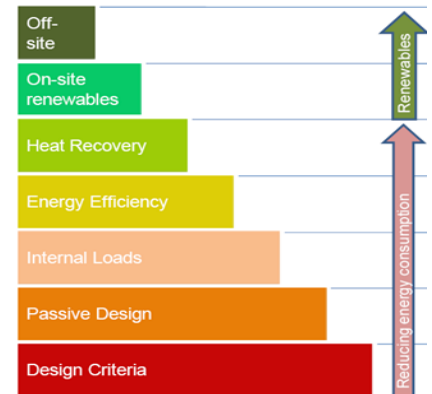 Off-
site
On-site
renewables
Heat Recovery
Energy Efficiency
Internal Loads
Passive Design
Design Criteria
Renewables
Reducing energy consumption